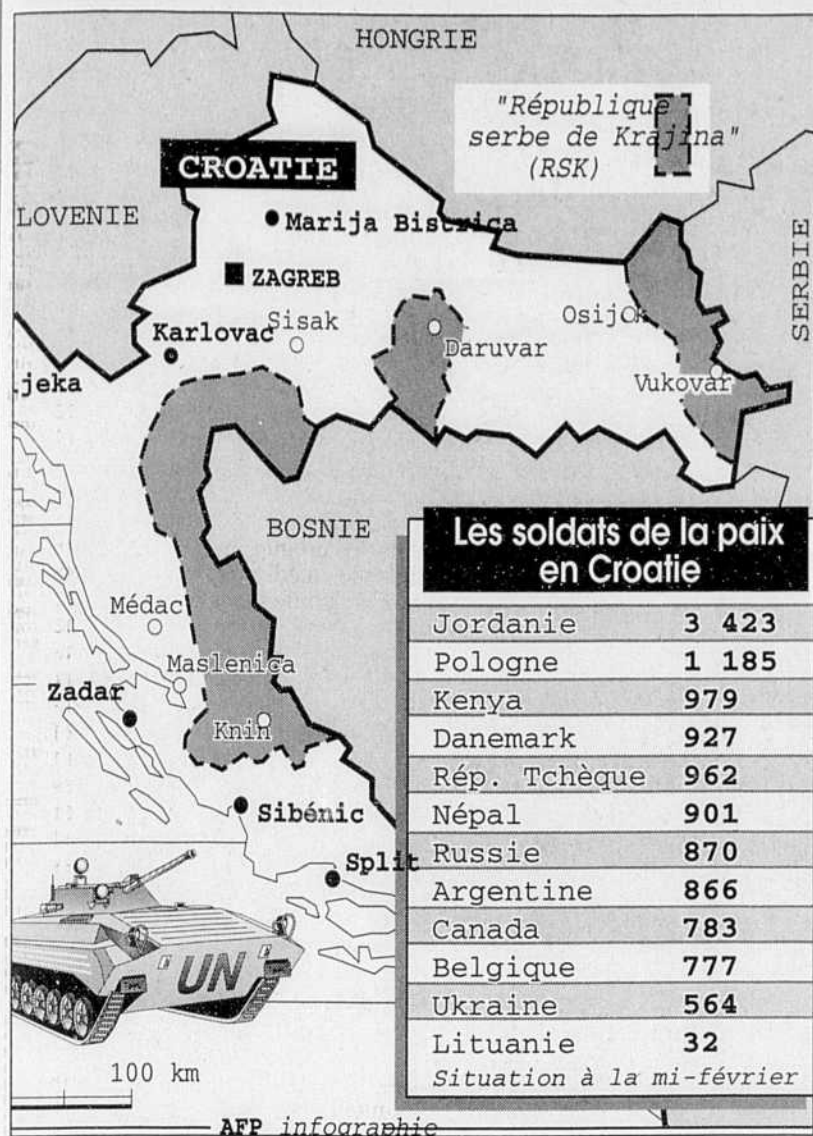 HONGRIE
"République
serbe de Krajina"
(RSK)
CROATIE
LOVENIE
Marija Bistrica
SERBIE
ZAGREB
Sisak
Karlovac
Osijek
Daruvar
Vukovar
jeka
BOSNIE
Médac
Maslenica
Zadar
Knin
Sibénic
Split
UN
100 km
Les soldats de la paix
en Croatie
Jordanie 3 423
Pologne 1 185
Kenya 979
Danemark 927
Rép. Tchèque 962
Népal 901
Russie 870
Argentine 866
Canada 783
Belgique 777
Ukraine 564
Lituanie 32
Situation à la mi-février
AFP infographie